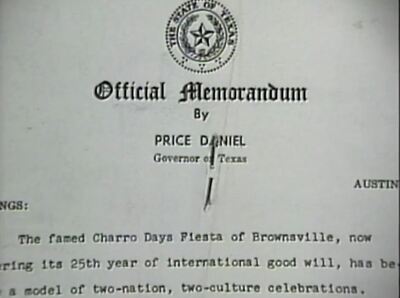 THE STATE OF TEXAS
Official Memorandum
By
PRICE DANIEL
Governor of Texas
AUSTIN
NGS:
The famed Charro Days Fiesta of Brownsville, now
ering its 25th year of international good will, has be-
a model of two-nation, two-culture celebrations.